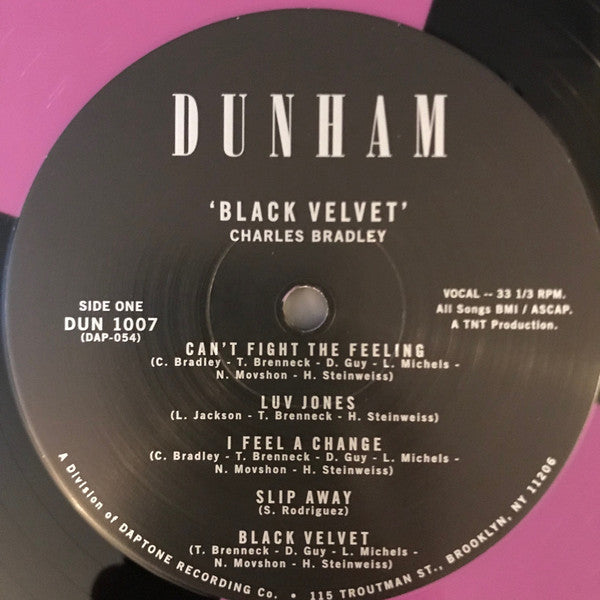 DUNHAM
'BLACK VELVET'
CHARLES BRADLEY
SIDE ONE
DUN 1007
(DAP-054)
VOCAL -- 33 1/3 RPM.
All Songs BMI / ASCAP.
A TNT Production.
CAN'T FIGHT THE FEELING
(C. Bradley - T. Brenneck - D. Guy - L. Michels -
N. Movshon - H. Steinweiss)
LUV JONES
(L. Jackson - T. Brenneck - H. Steinweiss)
I FEEL A CHANGE
(C. Bradley - T. Brenneck - D. Guy - L. Michels -
N. Movshon - H. Steinweiss)
SLIP AWAY
(S. Rodriguez)
BLACK VELVET
(T. Brenneck - D. Guy - L. Michels -
N. Movshon - H. Steinweiss)
A Division of DAPTONE RECORDING Co. • 115 TROUTMAN ST., BROOKLYN, NY 11206